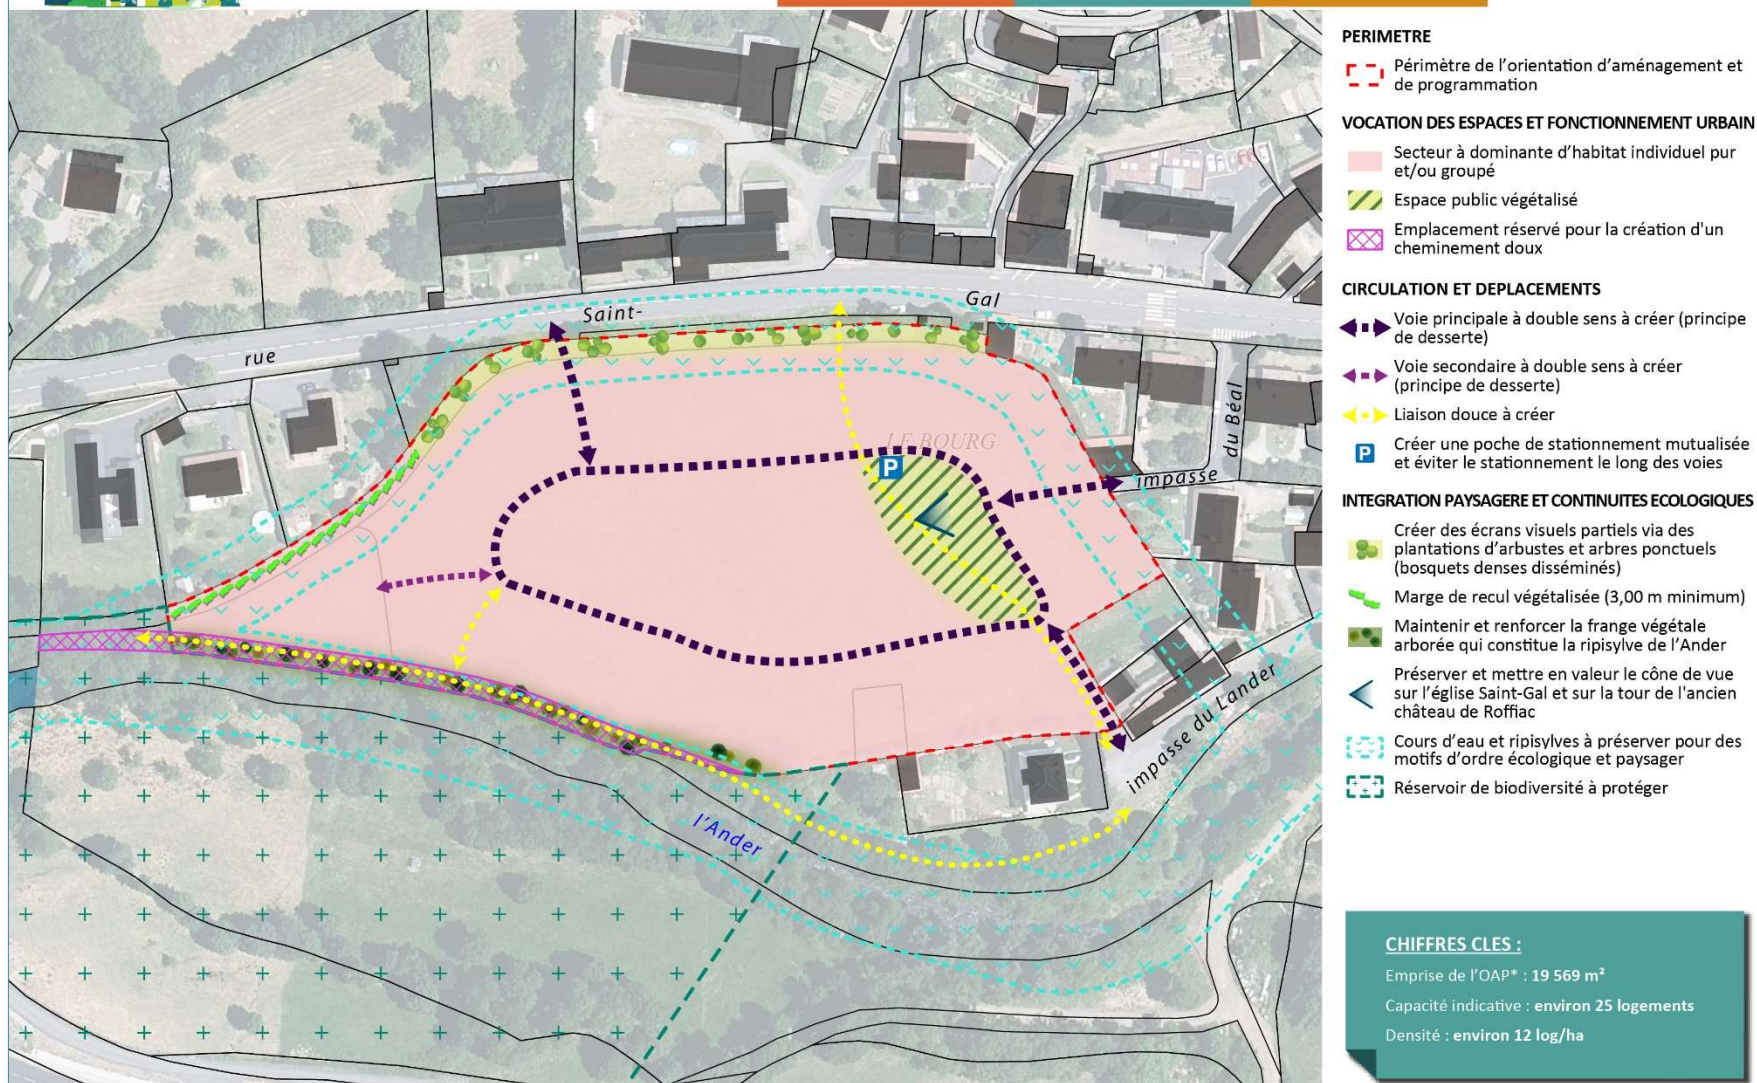 rue
Saint-
Gal
LE BOURG
P
impasse
du Béal
impasse du Lander
l'Ander
PERIMETRE
Périmètre de l'orientation d'aménagement et
de programmation
VOCATION DES ESPACES ET FONCTIONNEMENT URBAIN
Secteur à dominante d'habitat individuel pur
et/ou groupé
Espace public végétalisé
Emplacement réservé pour la création d'un
cheminement doux
CIRCULATION ET DEPLACEMENTS
Voie principale à double sens à créer (principe
de desserte)
Voie secondaire à double sens à créer
(principe de desserte)
Liaison douce à créer
P
Créer une poche de stationnement mutualisée
et éviter le stationnement le long des voies
INTEGRATION PAYSAGERE ET CONTINUITES ECOLOGIQUES
Créer des écrans visuels partiels via des
plantations d'arbustes et arbres ponctuels
(bosquets denses disséminés)
Marge de recul végétalisée (3,00 m minimum)
Maintenir et renforcer la frange végétale
arborée qui constitue la ripisylve de l'Ander
Préserver et mettre en valeur le cône de vue
sur l'église Saint-Gal et sur la tour de l'ancien
château de Roffiac
Cours d'eau et ripisylves à préserver pour des
motifs d'ordre écologique et paysager
Réservoir de biodiversité à protéger
CHIFFRES CLES :
Emprise de l'OAP* : 19 569 m²
Capacité indicative : environ 25 logements
Densité : environ 12 log/ha